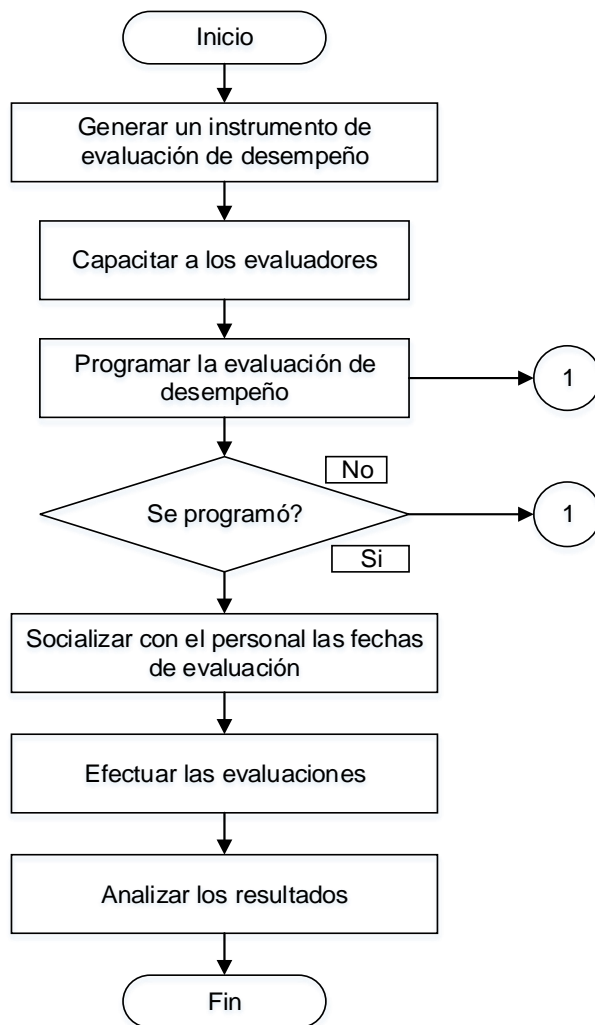 Inicio
Generar un instrumento de
evaluación de desempeño
Capacitar a los evaluadores
Programar la evaluación de
desempeño
1
No
Se programó?
1
Si
Socializar con el personal las fechas
de evaluación
Efectuar las evaluaciones
Analizar los resultados
Fin